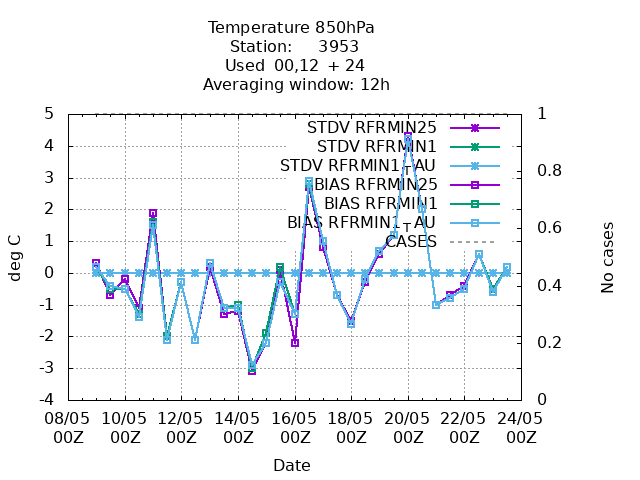 Temperature 850hPa
Station: 3953
Used 00,12 + 24
Averaging window: 12h
STDV RFRMIN25
STDV RFRMIN1
STDV RFRMIN1_TAU
BIAS RFRMIN25
BIAS RFRMIN1
BIAS RFRMIN1_TAU
CASES
deg C
5
4
3
2
1
0
-1
-2
-3
-4
No cases
1
0.8
0.6
0.4
0.2
0
08/05 10/05 12/05 14/05 16/05 18/05 20/05 22/05 24/05
00Z 00Z 00Z 00Z 00Z 00Z 00Z 00Z 00Z
Date